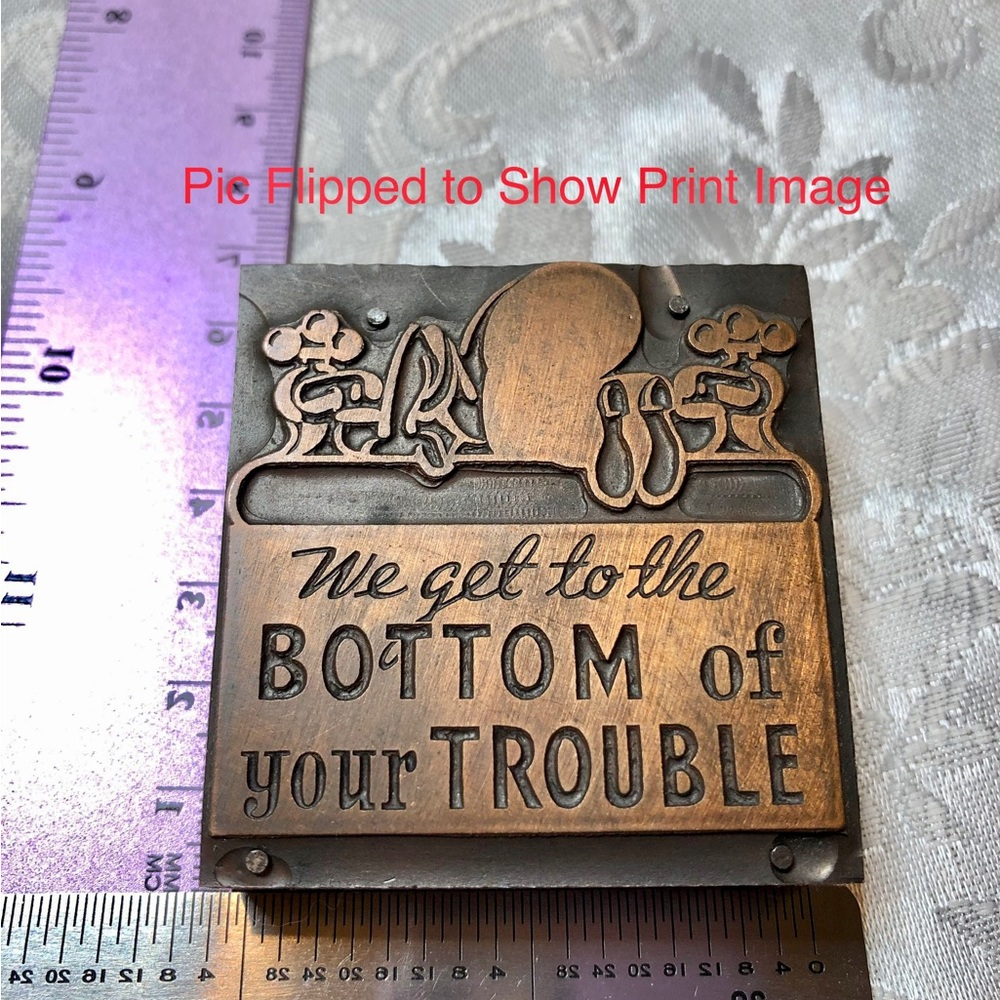 Pic Flipped to Show Print Image
We get to the
BOTTOM of
your TROUBLE